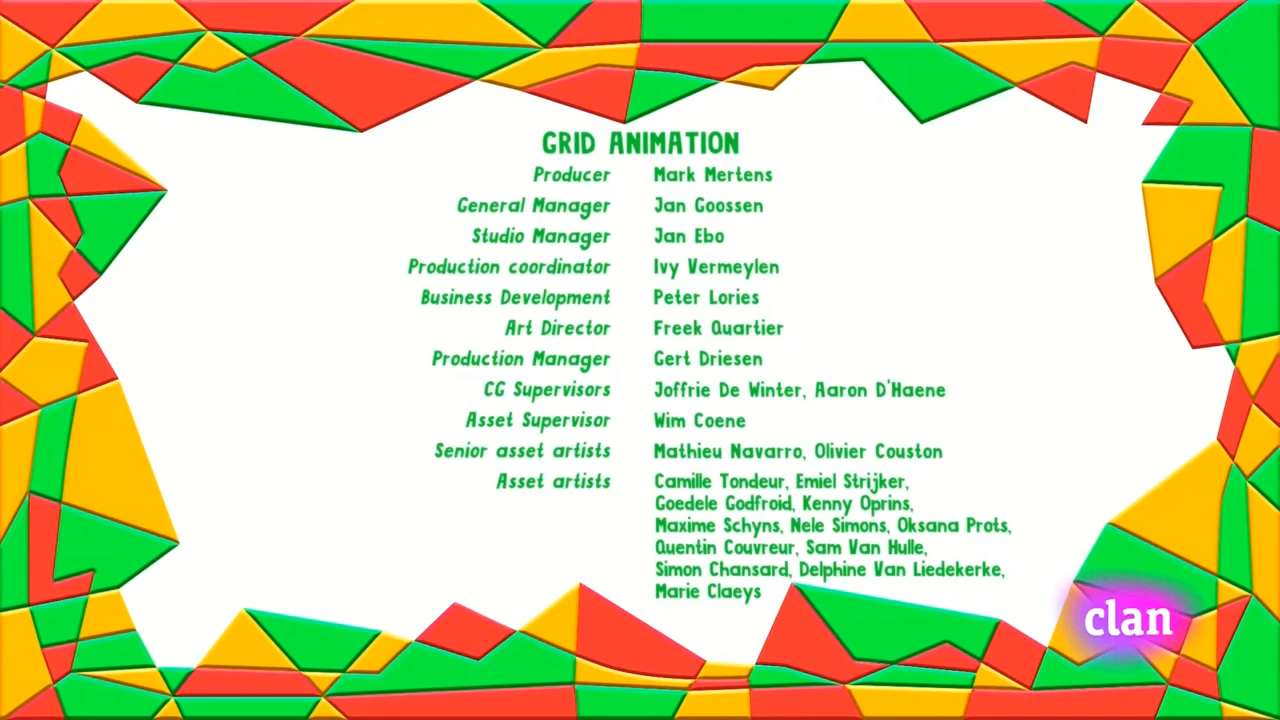 GRID ANIMATION
Producer Mark Mertens
General Manager Jan Goossen
Studio Manager Jan Ebo
Production coordinator Ivy Vermeylen
Business Development Peter Lories
Art Director Freek Quartier
Production Manager Gert Driesen
CG Supervisors Joffrie De Winter, Aaron D'Haene
Asset Supervisor Wim Coene
Senior asset artists Mathieu Navarro, Olivier Couston
Asset artists Camille Tondeur, Emiel Strijker,
Goedele Godfroid, Kenny Oprins,
Maxime Schyns, Nele Simons, Oksana Prots,
Quentin Couvreur, Sam Van Hulle,
Simon Chansard, Delphine Van Liedekerke,
Marie Claeys
clan